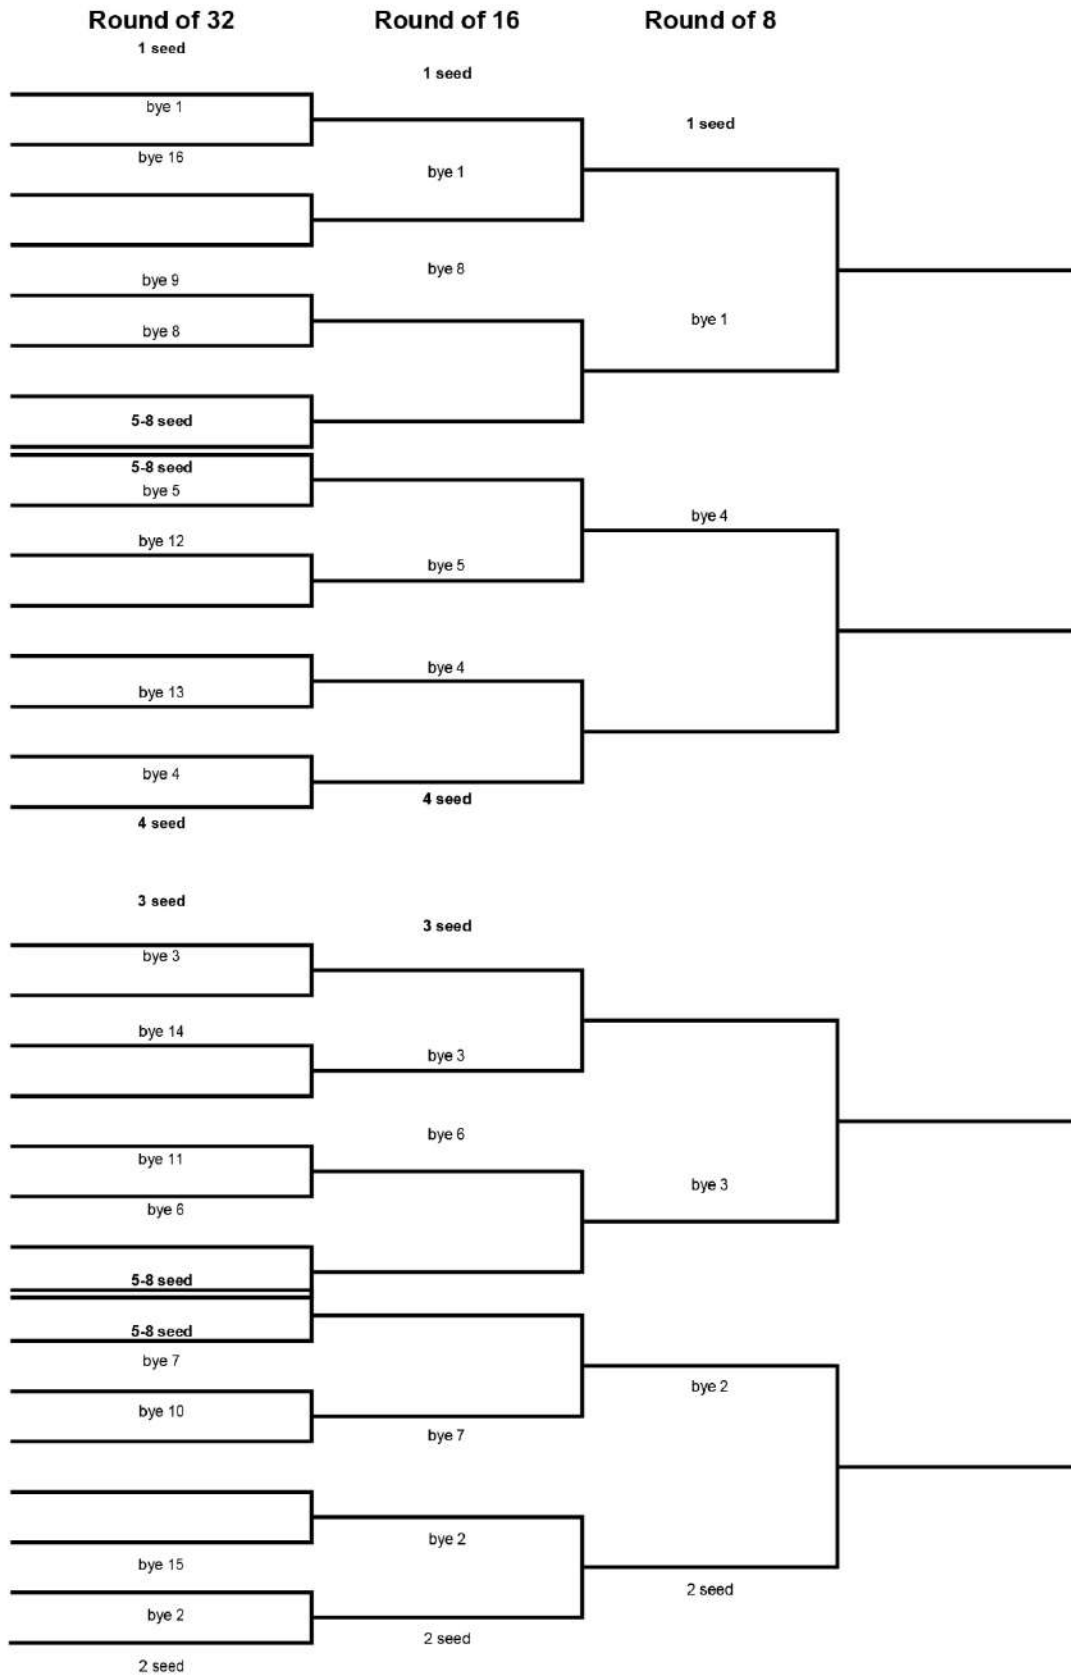 Round of 32
1 seed
bye 1
bye 16
bye 9
bye 8
5-8 seed
5-8 seed
bye 5
bye 12
bye 13
bye 4
4 seed
3 seed
bye 3
bye 14
bye 11
bye 6
5-8 seed
5-8 seed
bye 7
bye 10
bye 15
bye 2
2 seed
Round of 16
1 seed
bye 1
bye 8
bye 5
bye 4
4 seed
3 seed
bye 3
bye 6
bye 7
bye 2
2 seed
Round of 8
1 seed
bye 1
bye 4
bye 3
bye 2
2 seed